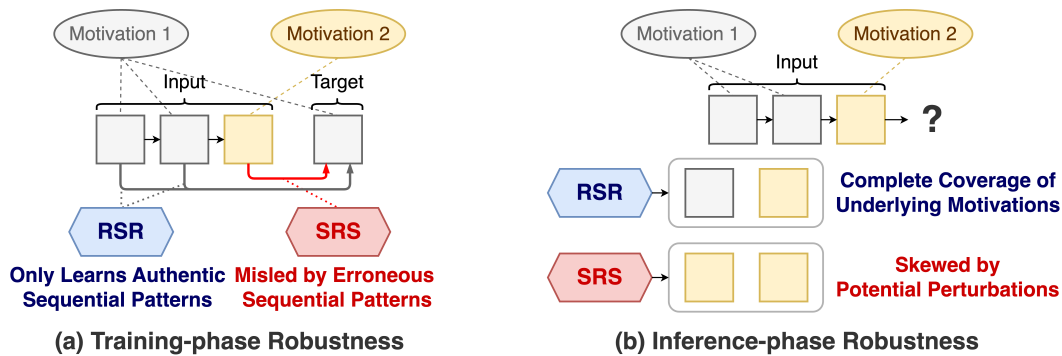 Motivation 1
Motivation 2
Input
Target
RSR
SRS
Only Learns Authentic
Sequential Patterns
Misled by Erroneous
Sequential Patterns
(a) Training-phase Robustness
Motivation 1
Motivation 2
Input
?
RSR
Complete Coverage of
Underlying Motivations
SRS
Skewed by
Potential Perturbations
(b) Inference-phase Robustness